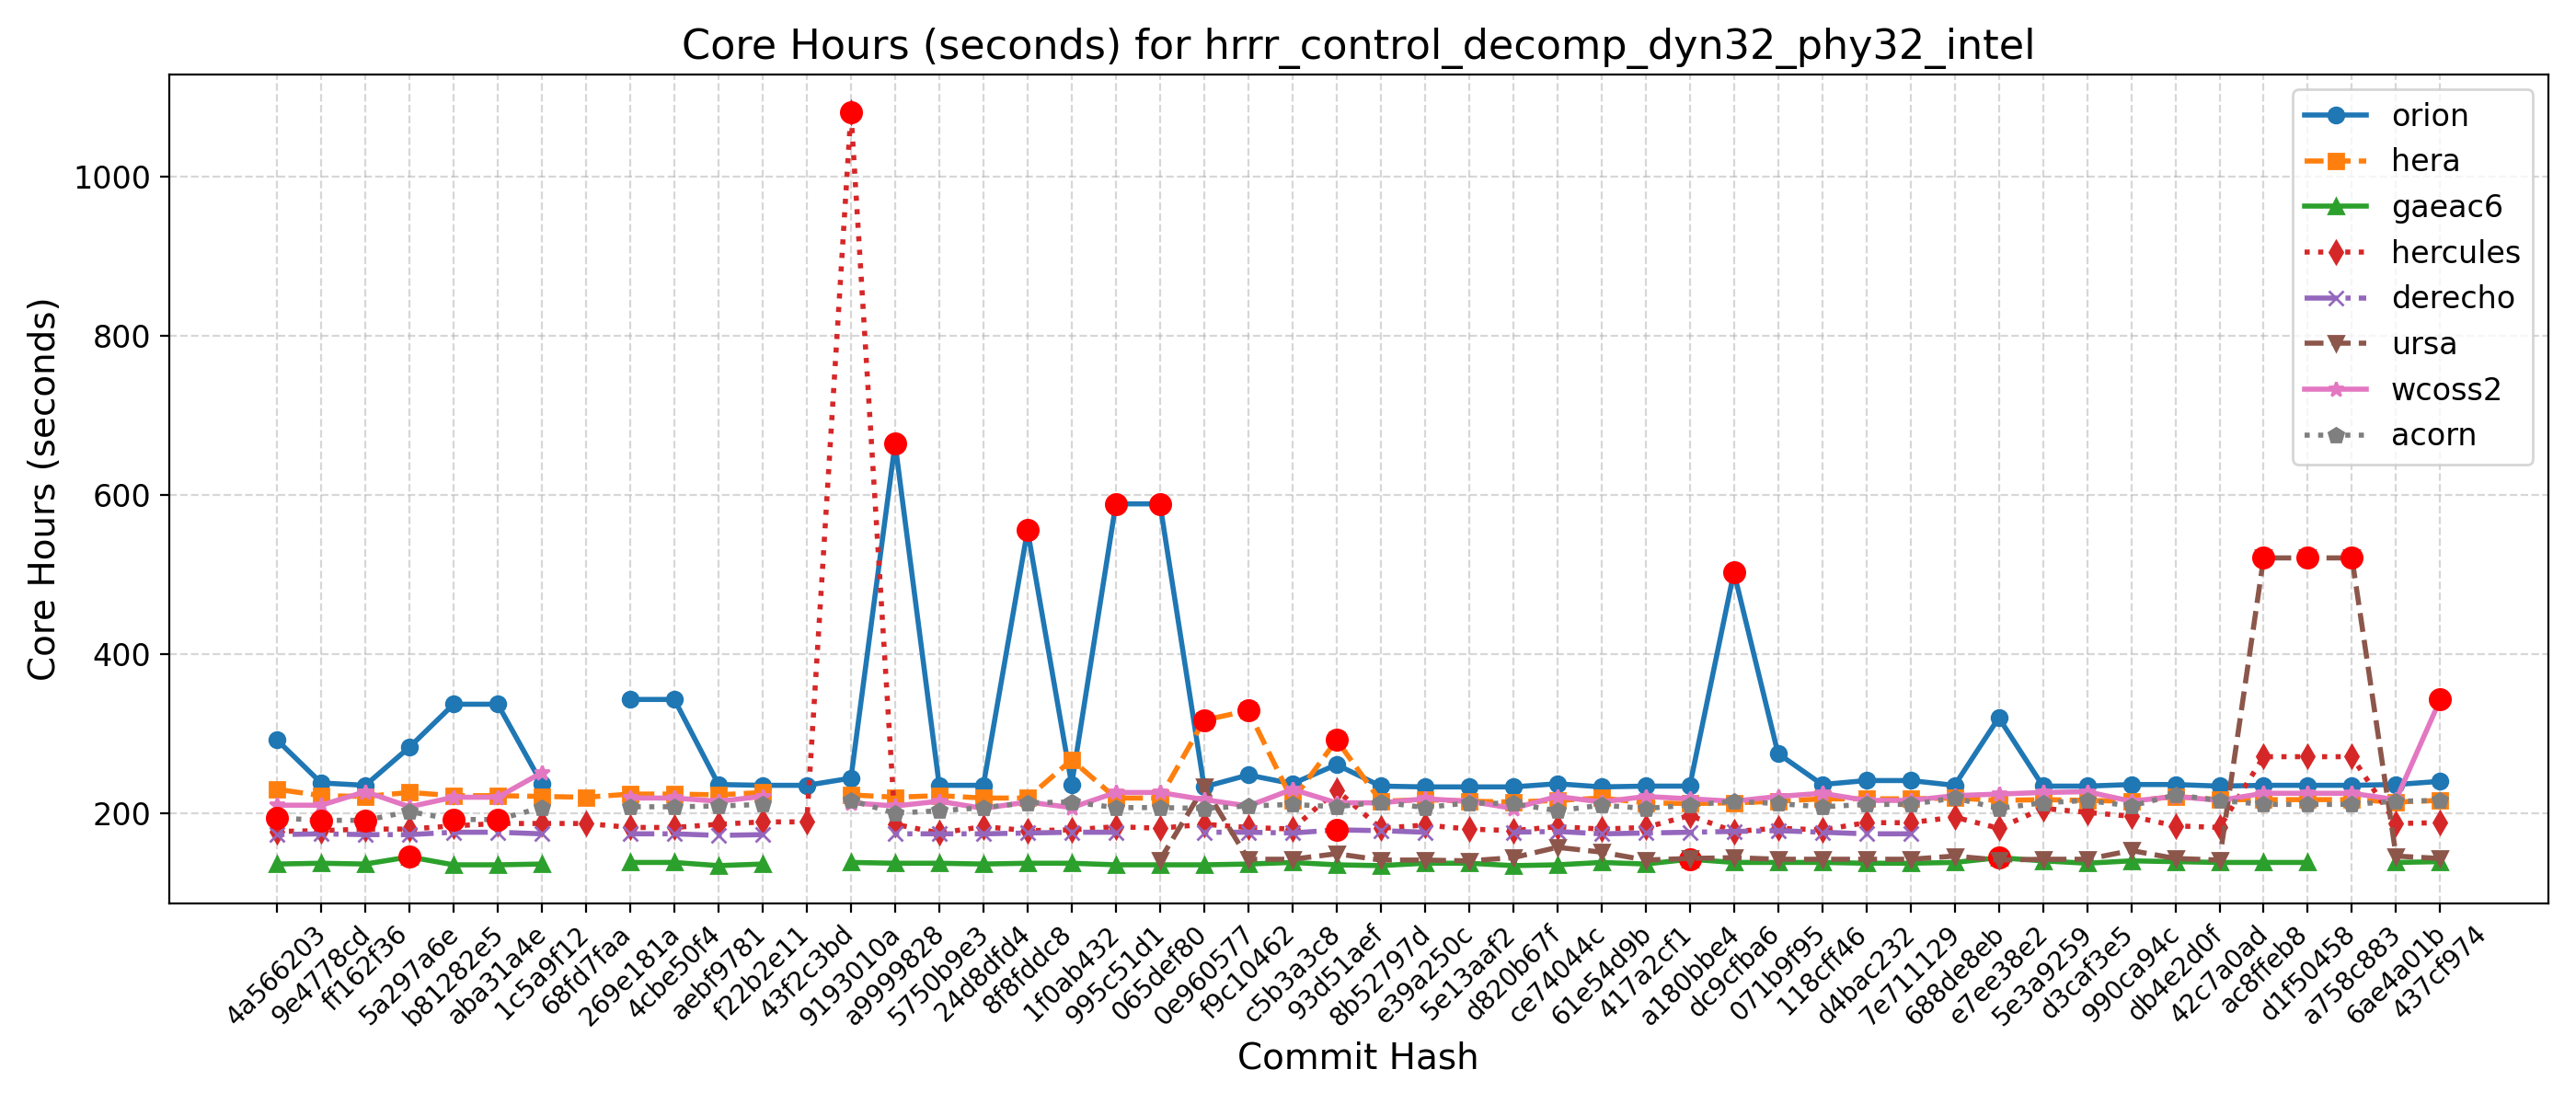 Core Hours (seconds) for hrrr_control_decomp_dyn32_phy32_intel
Core Hours (seconds)
1000
800
600
400
200
orion
hera
gaeac6
hercules
derecho
ursa
wcoss2
acorn
4a566203
9e4778cd
ff162f36
5a297a6e
b81282e5
aba31a4e
1c5a9f12
68fd7faa
269e181a
4cbe50f4
aebf9781
f22b2e11
43f2c3bd
9193010a
a9999828
5750b9e3
24d8dfd4
8f8fddc8
1f0ab432
995c51d1
065def80
0e960577
f9c10462
c5b3a3c8
93d51aef
8b52797d
e39a250c
5e13aaf2
d820b67f
ce74044c
61e54d9b
417a2cf1
a180bbe4
dc9cfba6
071b9f95
118cff46
d4bac232
7e711129
688de8eb
e7ee38e2
5e3a9259
d3caf3e5
990ca94c
db4e2d0f
42c7a0ad
ac8ffeb8
d1f50458
a758c883
6ae4a01b
437cf974
Commit Hash